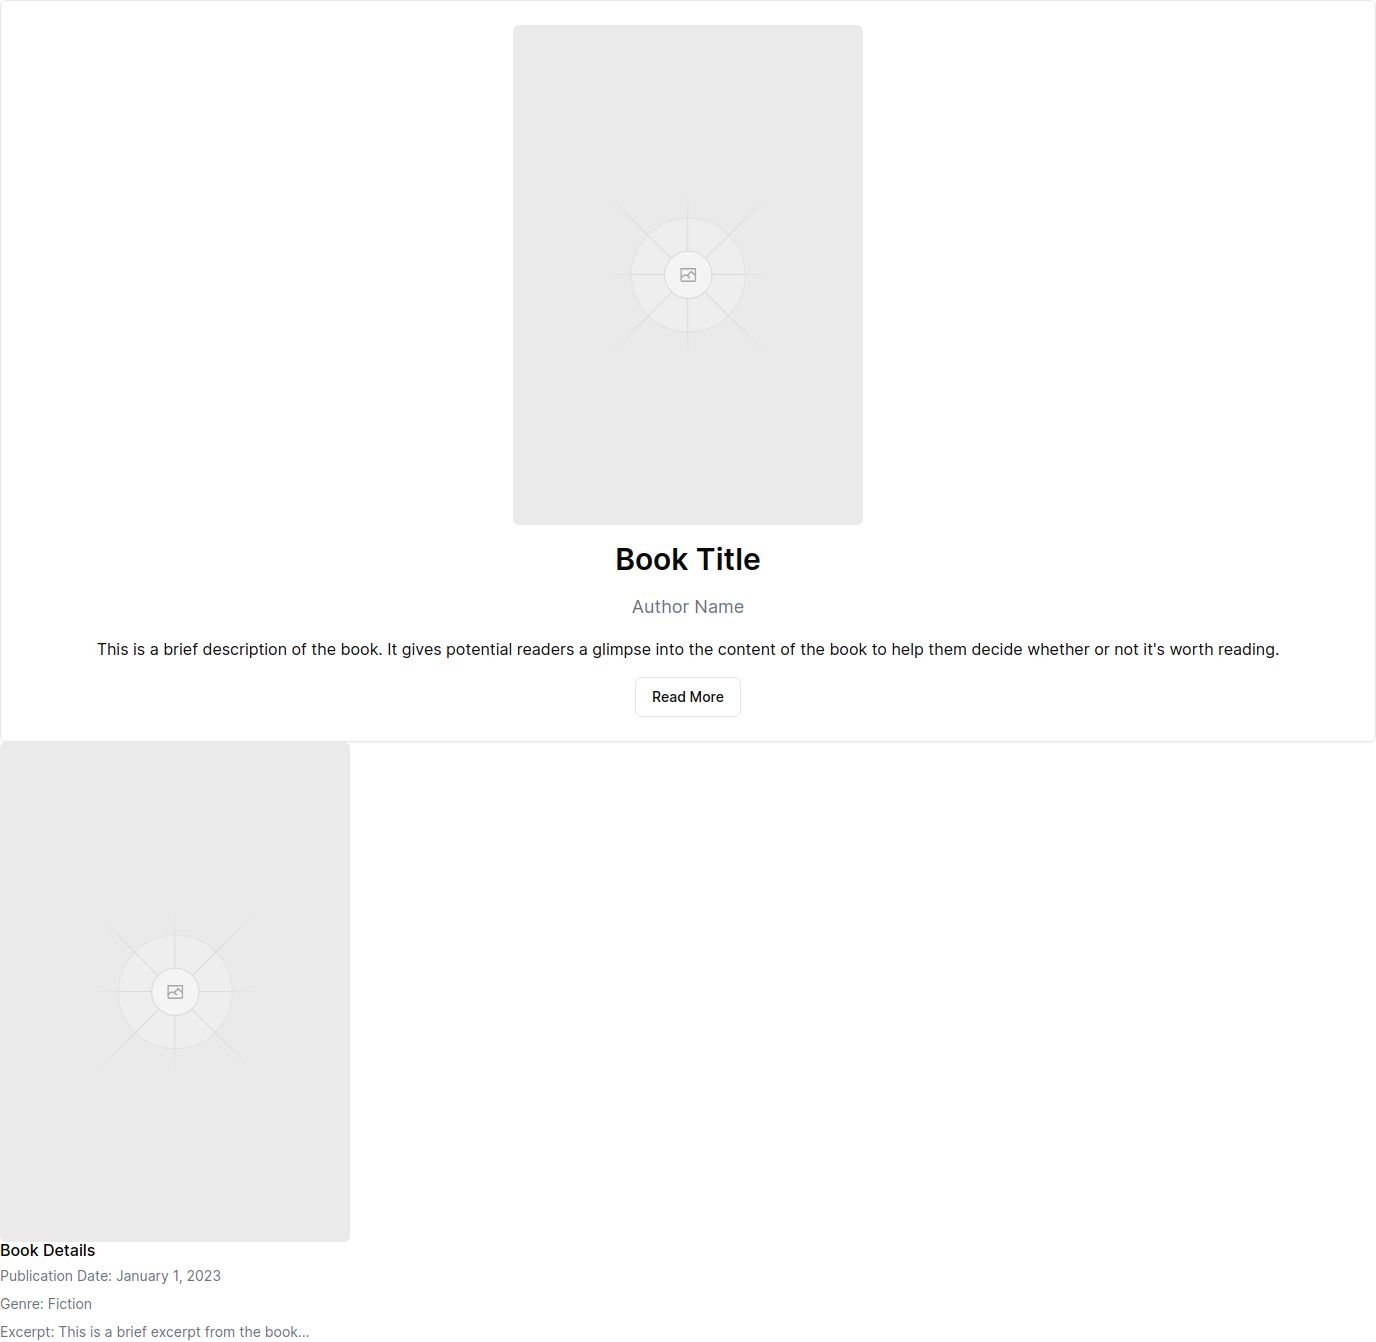 Book Title
Author Name
This is a brief description of the book. It gives potential readers a glimpse into the content of the book to help them decide whether or not it's worth reading.
Read More
Book Details
Publication Date: January 1, 2023
Genre: Fiction
Excerpt: This is a brief excerpt from the book...